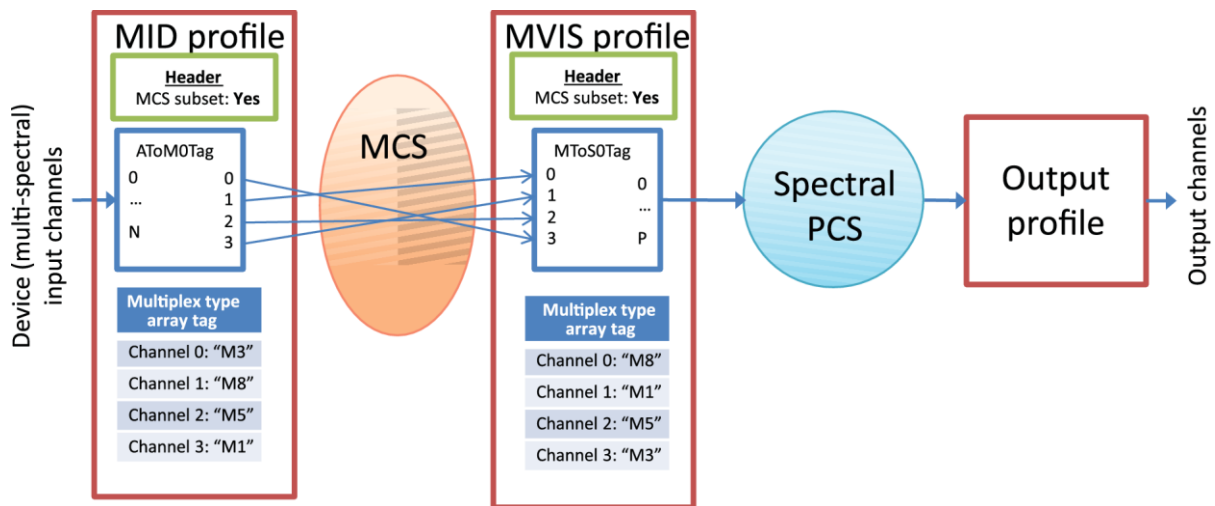 Device (multi-spectral)
input channels
MID profile
Header
MCS subset: Yes
AToM0Tag
0
...
N
0
1
2
3
Multiplex type
array tag
Channel 0: “M3”
Channel 1: “M8”
Channel 2: “M5”
Channel 3: “M1”
MCS
MVIS profile
Header
MCS subset: Yes
MToS0Tag
0
1
2
3
0
...
P
Multiplex type
array tag
Channel 0: “M8”
Channel 1: “M1”
Channel 2: “M5”
Channel 3: “M3”
Spectral
PCS
Output
profile
Output channels